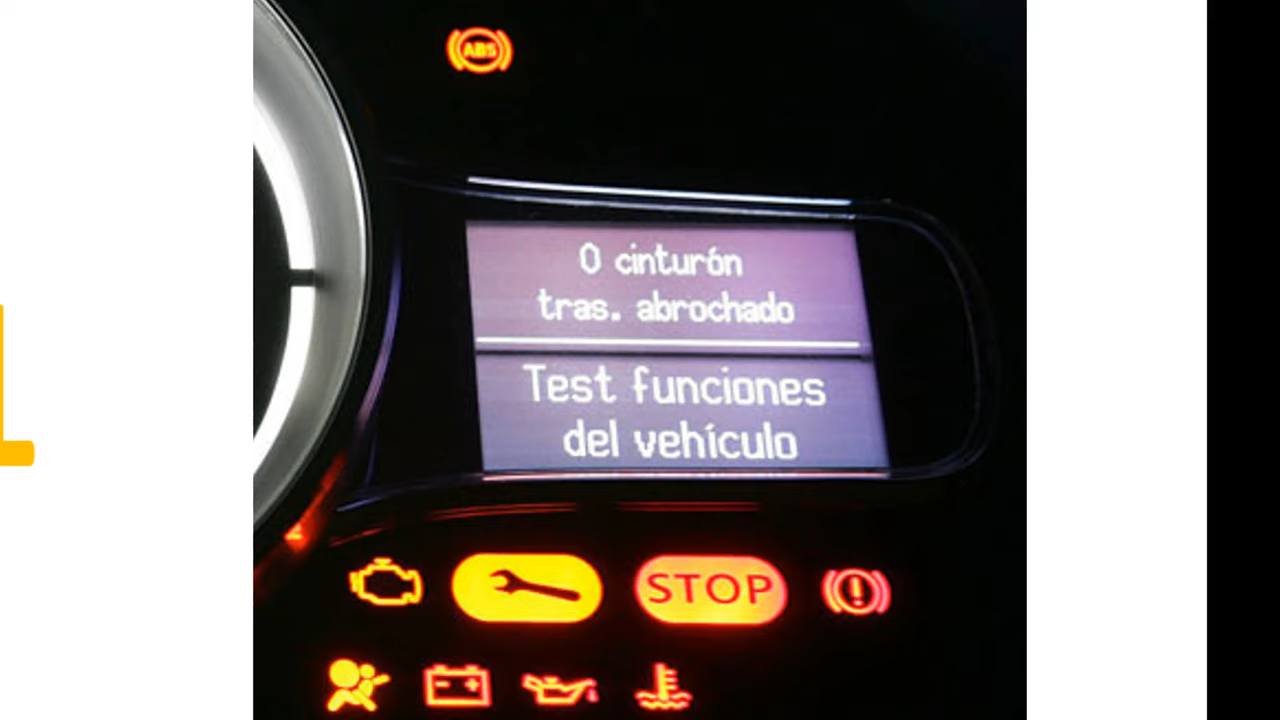 ABS
0 cinturón
tras. abrochado
Test funciones
del vehículo
STOP